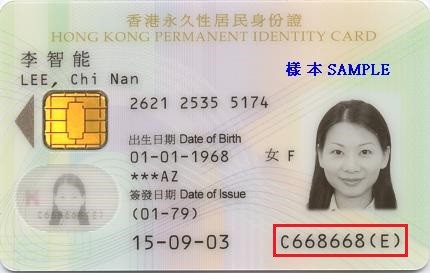 香港永久性居民身份證
HONG KONG PERMANENT IDENTITY CARD
李智能
LEE, Chi Nan
樣本 SAMPLE
2621 2535 5174
出生日期 Date of Birth
01-01-1968
女 F
***AZ
簽發日期 Date of Issue
(01-79)
15-09-03
C668668(E)